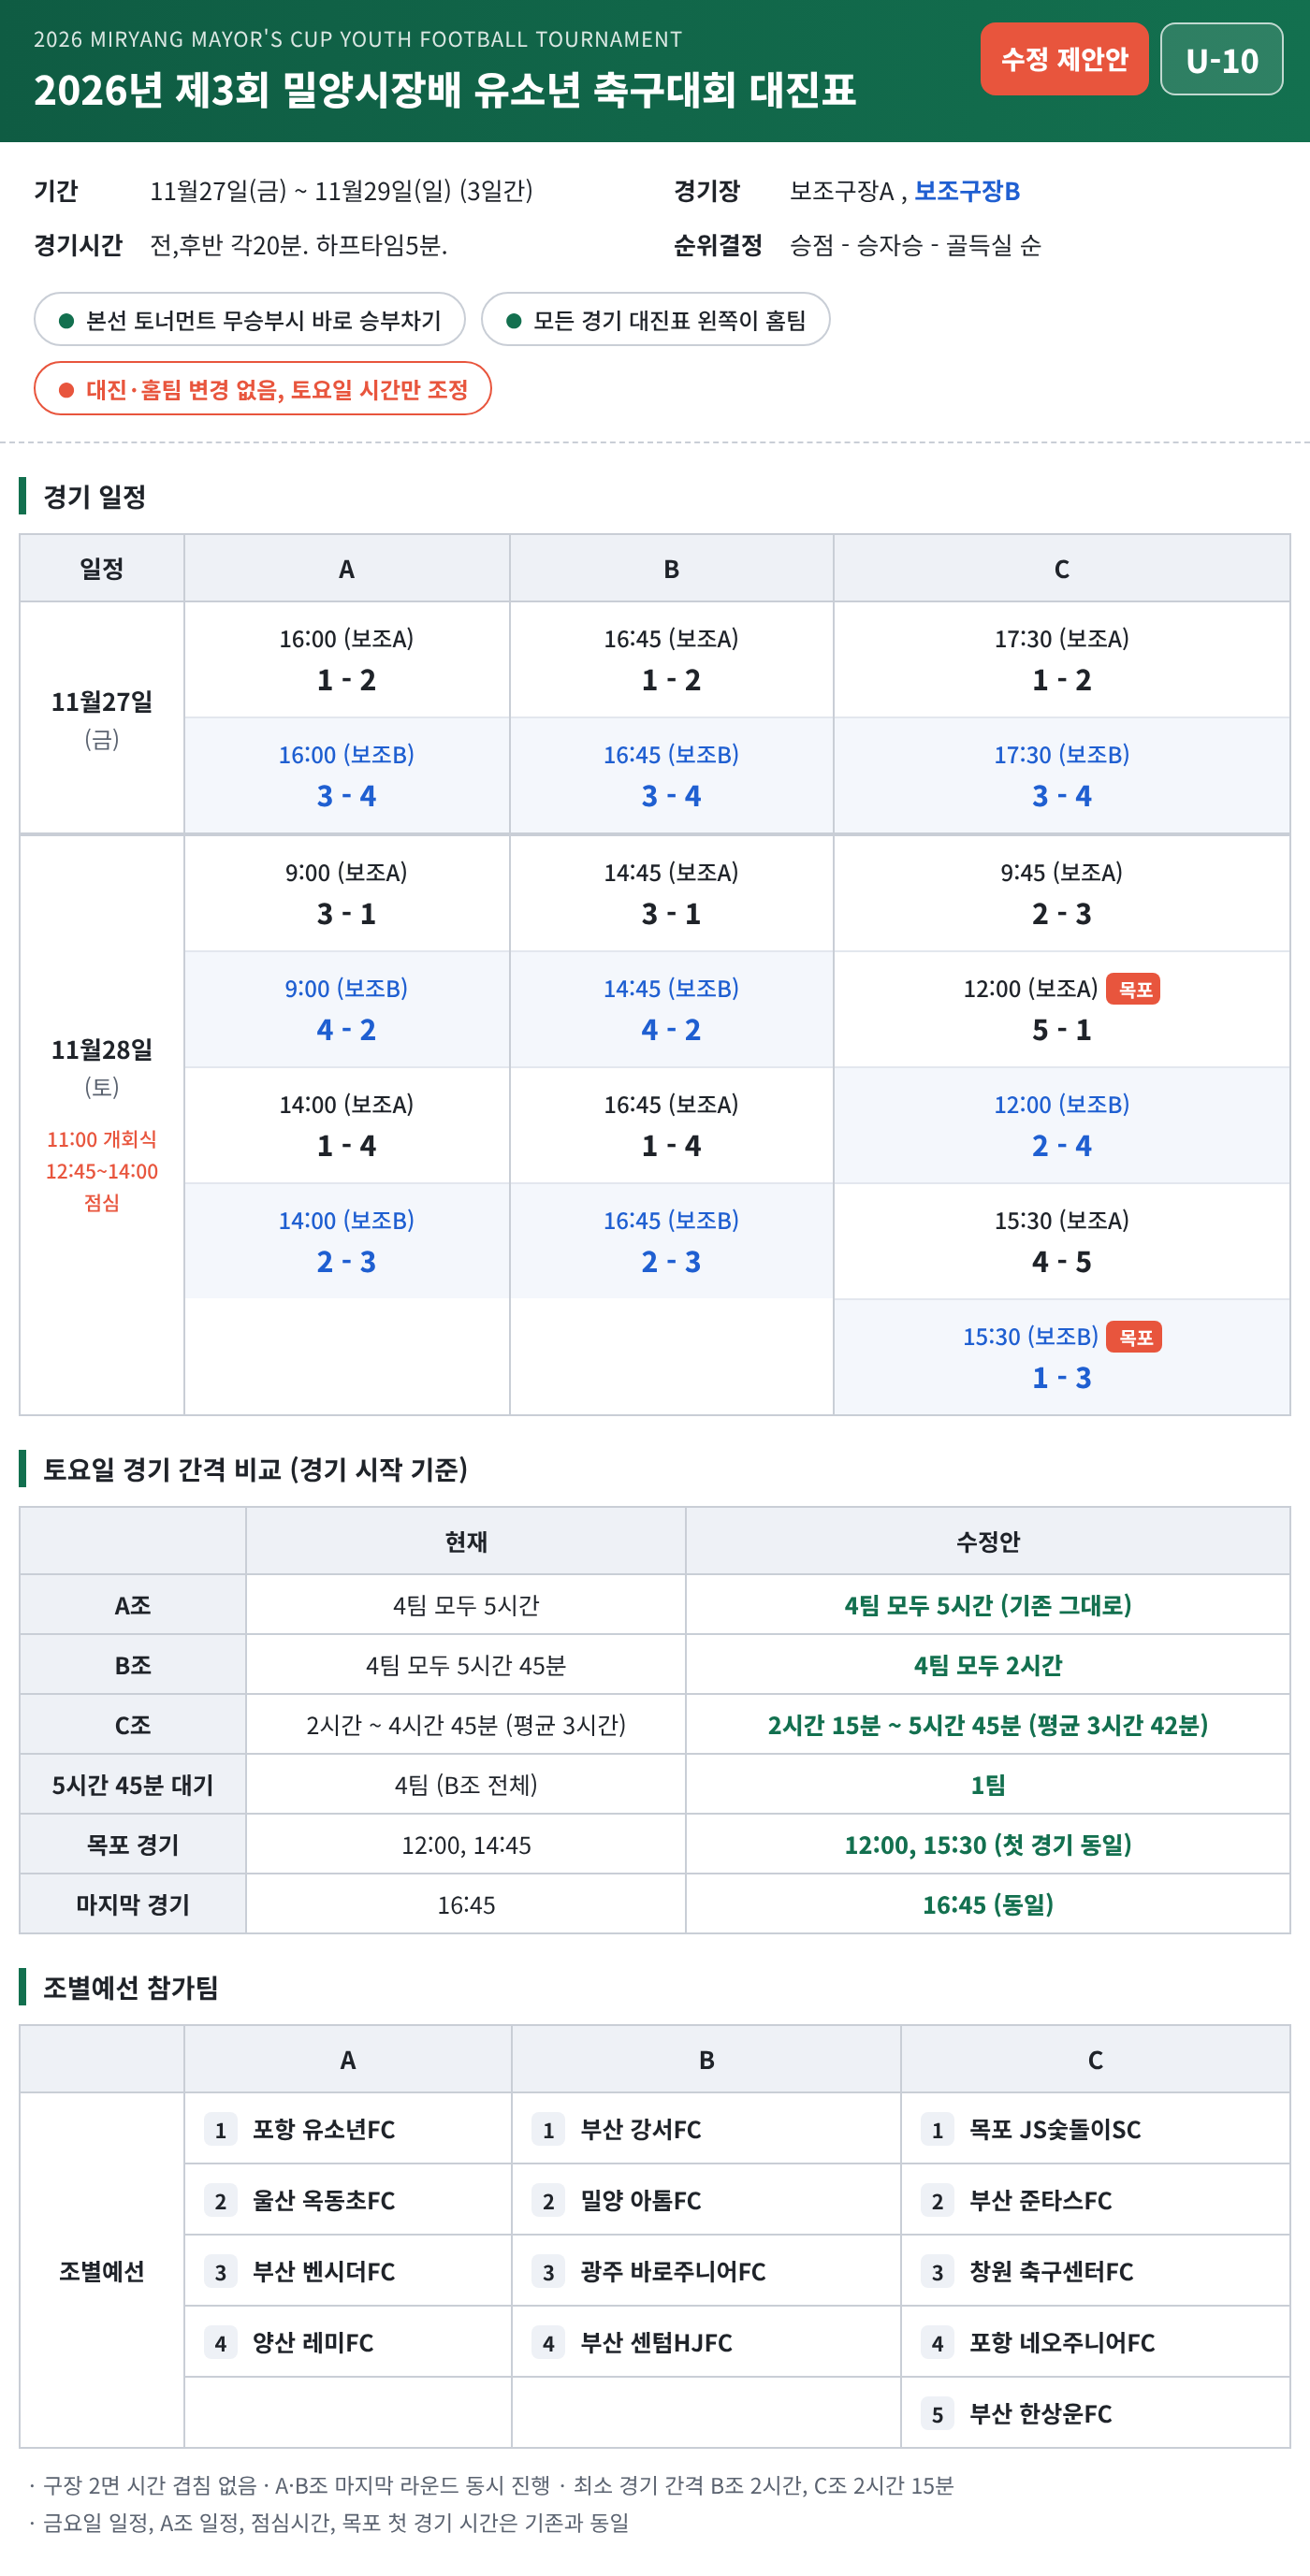 2026 MIRYANG MAYOR'S CUP YOUTH FOOTBALL TOURNAMENT
2026년 제3회 밀양시장배 유소년 축구대회 대진표
수정 제안안
U-10
기간 11월27일(금) ~ 11월29일(일) (3일간)
경기장 보조구장A , 보조구장B
경기시간 전,후반 각20분. 하프타임5분.
순위결정 승점 - 승자승 - 골득실 순
본선 토너먼트 무승부시 바로 승부차기
모든 경기 대진표 왼쪽이 홈팀
대진·홈팀 변경 없음, 토요일 시간만 조정
경기 일정
일정 A B C
11월27일
(금)
16:00 (보조A) 16:45 (보조A) 17:30 (보조A)
1 - 2 1 - 2 1 - 2
16:00 (보조B) 16:45 (보조B) 17:30 (보조B)
3 - 4 3 - 4 3 - 4
11월28일
(토)
11:00 개회식
12:45~14:00
점심
9:00 (보조A) 14:45 (보조A) 9:45 (보조A)
3 - 1 3 - 1 2 - 3
9:00 (보조B) 14:45 (보조B) 12:00 (보조A) 목포
4 - 2 4 - 2 5 - 1
14:00 (보조A) 16:45 (보조A) 12:00 (보조B)
1 - 4 1 - 4 2 - 4
14:00 (보조B) 16:45 (보조B) 15:30 (보조A)
2 - 3 2 - 3 4 - 5
15:30 (보조B) 목포
1 - 3
토요일 경기 간격 비교 (경기 시작 기준)
현재 수정안
A조 4팀 모두 5시간 4팀 모두 5시간 (기존 그대로)
B조 4팀 모두 5시간 45분 4팀 모두 2시간
C조 2시간 ~ 4시간 45분 (평균 3시간) 2시간 15분 ~ 5시간 45분 (평균 3시간 42분)
5시간 45분 대기 4팀 (B조 전체) 1팀
목포 경기 12:00, 14:45 12:00, 15:30 (첫 경기 동일)
마지막 경기 16:45 16:45 (동일)
조별예선 참가팀
A B C
조별예선
1 포항 유소년FC 1 부산 강서FC 1 목포 JS숯돌이SC
2 울산 옥동초FC 2 밀양 아톰FC 2 부산 준타스FC
3 부산 벤시더FC 3 광주 바로주니어FC 3 창원 축구센터FC
4 양산 레미FC 4 부산 센텀HJFC 4 포항 네오주니어FC
5 부산 한상운FC
· 구장 2면 시간 겹침 없음 · A·B조 마지막 라운드 동시 진행 · 최소 경기 간격 B조 2시간, C조 2시간 15분
· 금요일 일정, A조 일정, 점심시간, 목포 첫 경기 시간은 기존과 동일